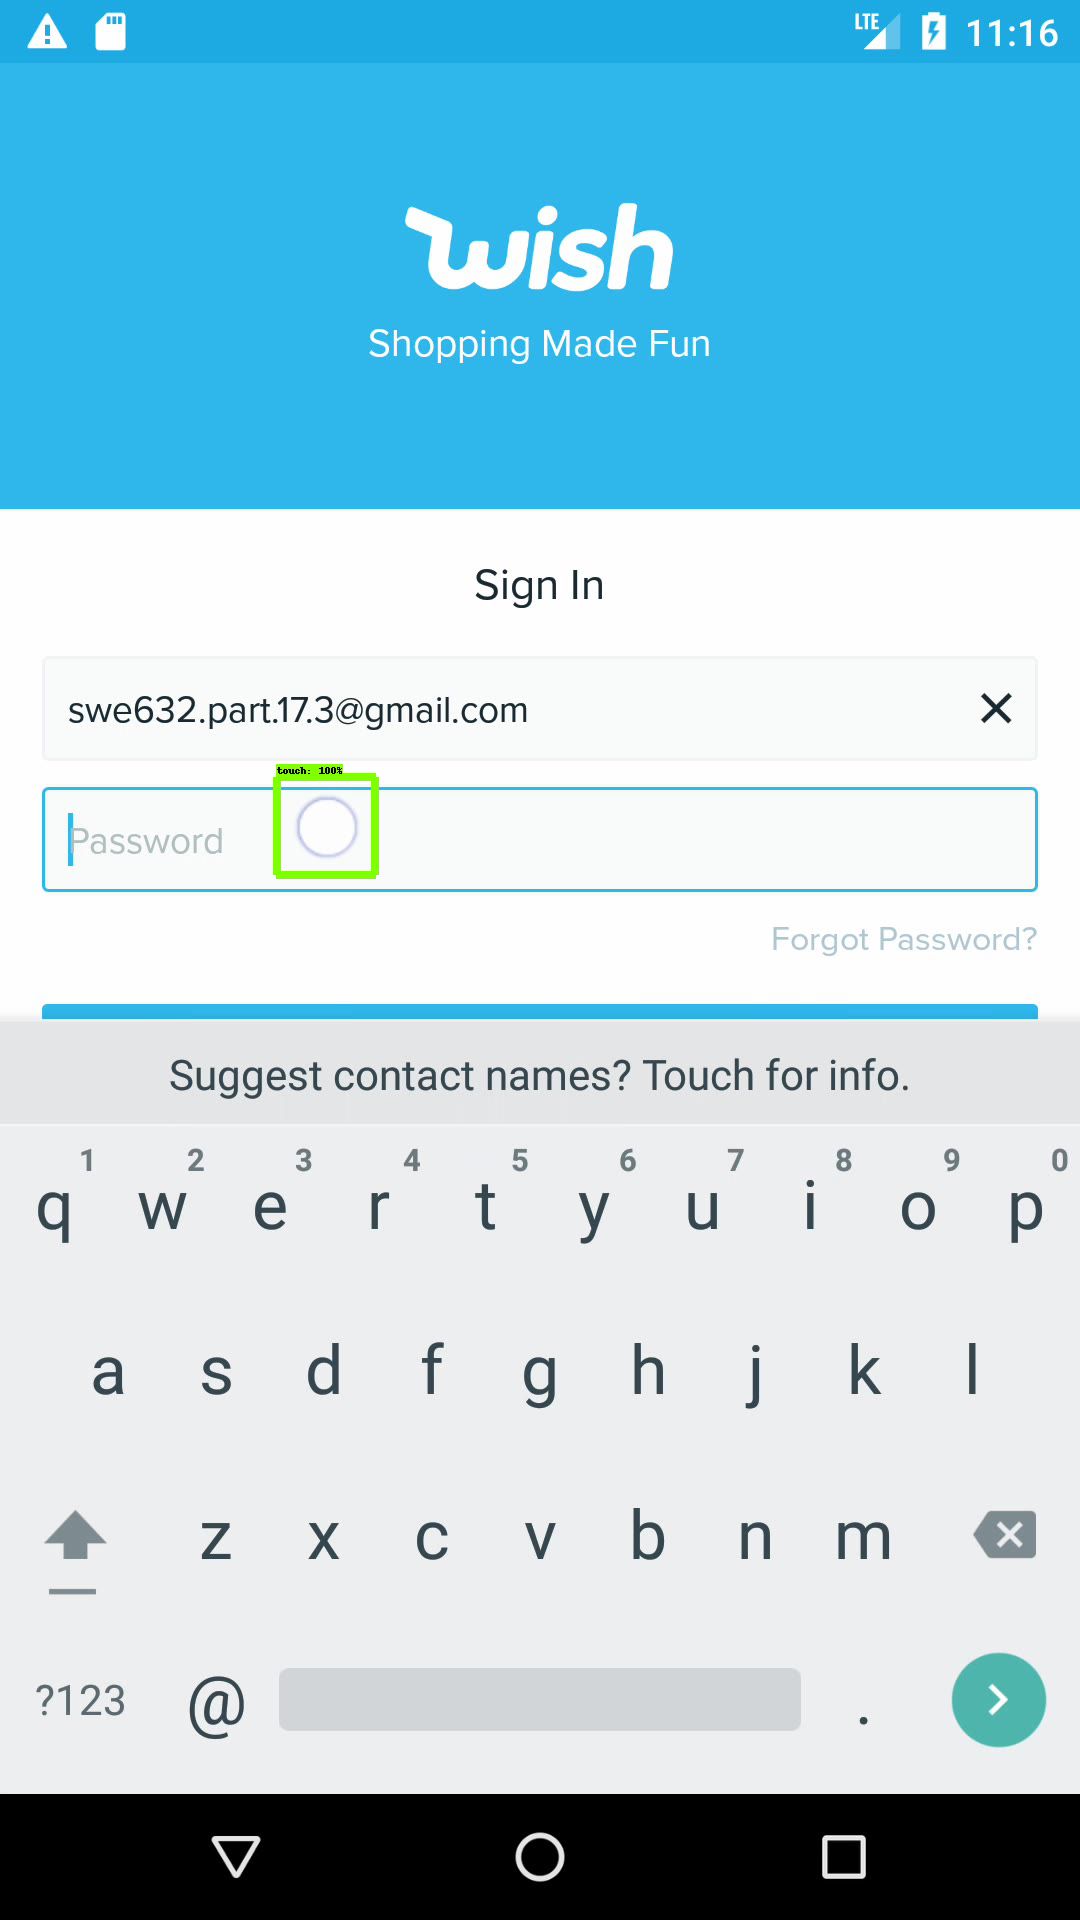 LTE 11:16
wish
Shopping Made Fun
Sign In
swe632.part.17.3@gmail.com
touch: 100%
Password
Forgot Password?
Suggest contact names? Touch for info.
1 2 3 4 5 6 7 8 9 0
q w e r t y u i o p
a s d f g h j k l
z x c v b n m
?123 @ .